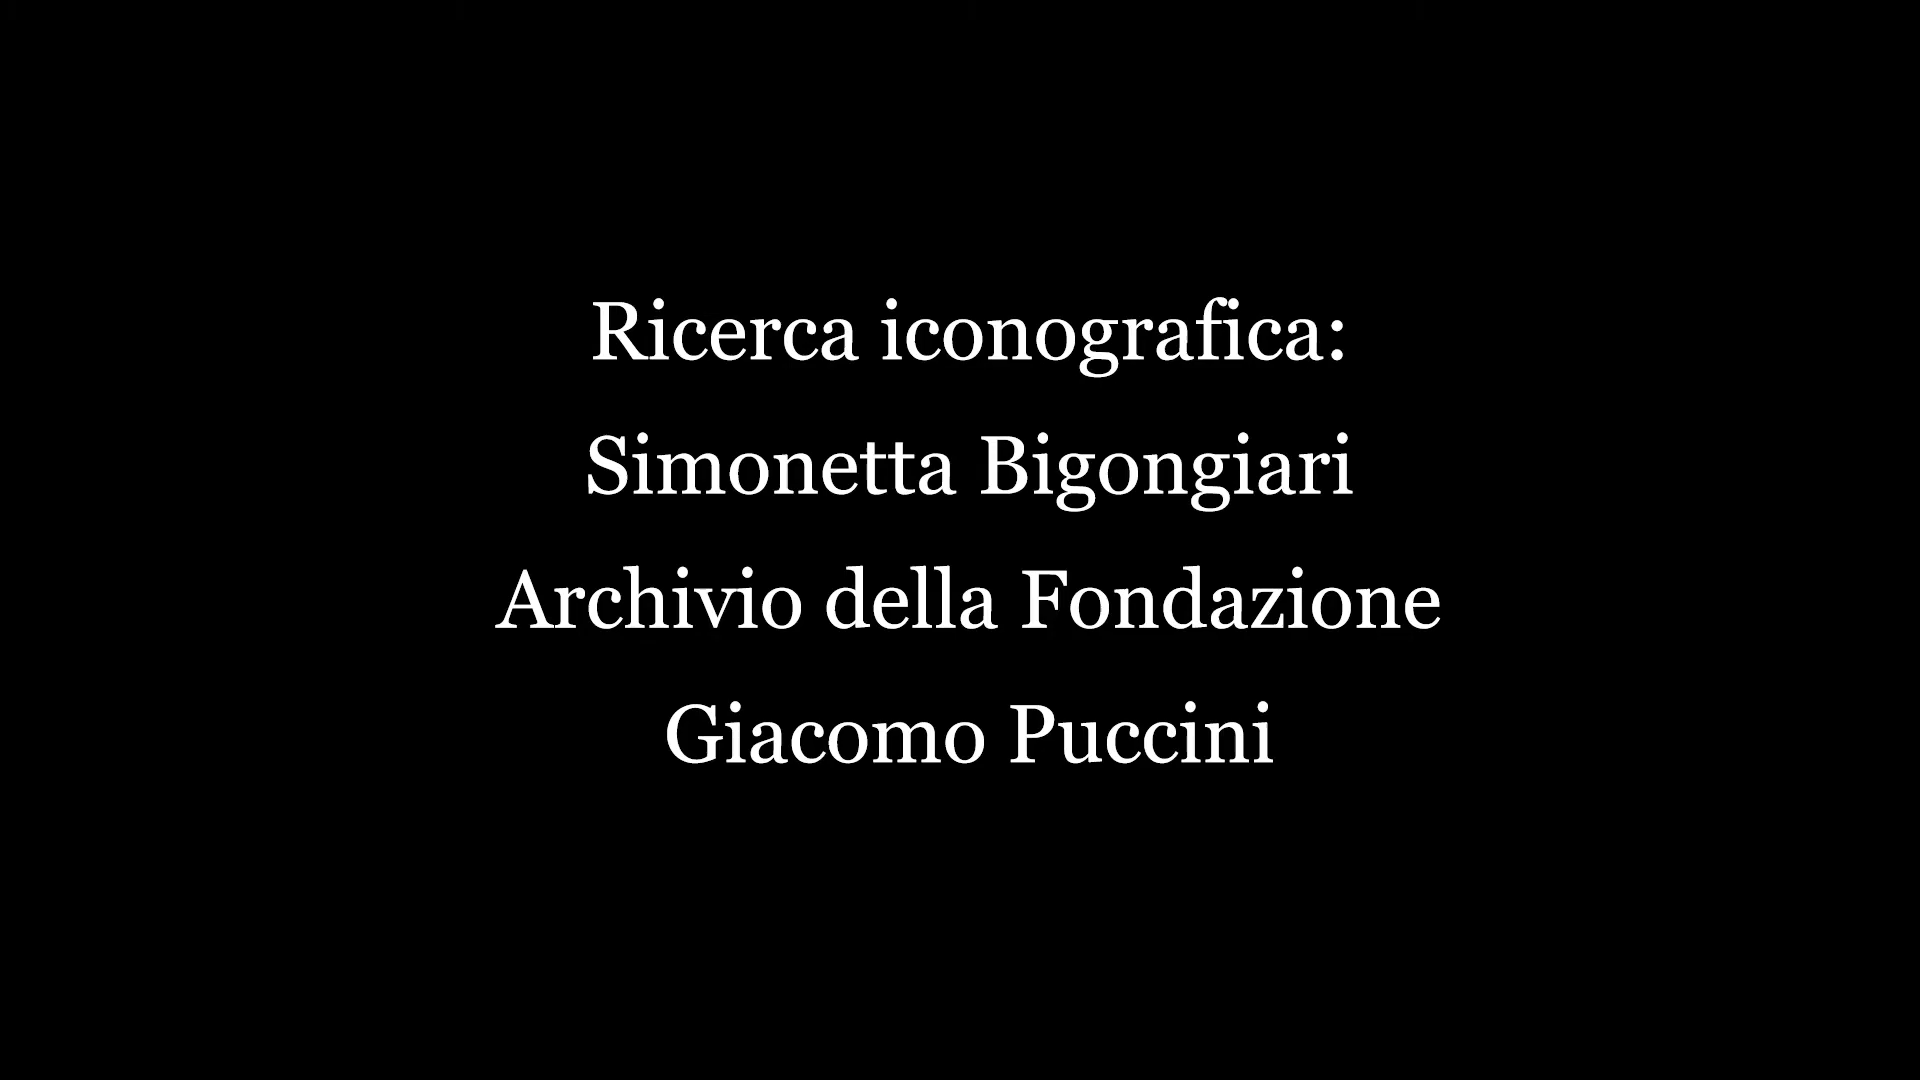 Ricerca iconografica:
Simonetta Bigongiari
Archivio della Fondazione
Giacomo Puccini